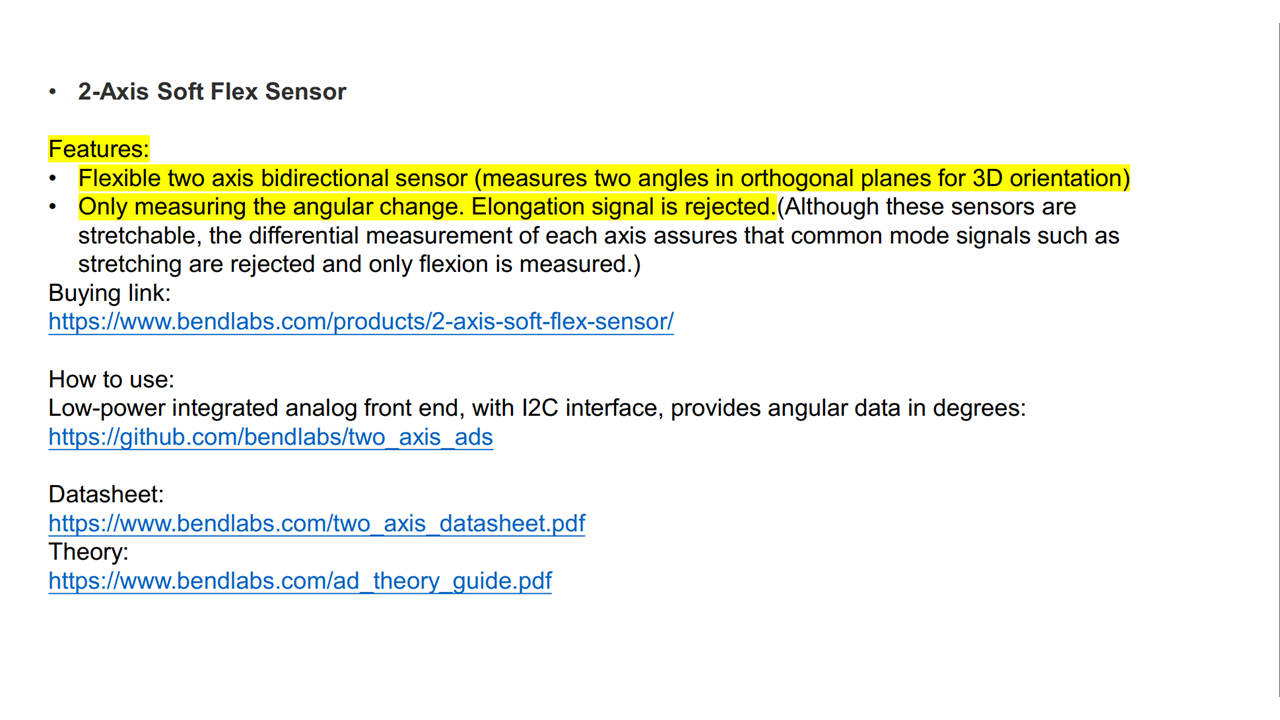 • 2-Axis Soft Flex Sensor
Features:
• Flexible two axis bidirectional sensor (measures two angles in orthogonal planes for 3D orientation)
• Only measuring the angular change. Elongation signal is rejected.(Although these sensors are
stretchable, the differential measurement of each axis assures that common mode signals such as
stretching are rejected and only flexion is measured.)
Buying link:
https://www.bendlabs.com/products/2-axis-soft-flex-sensor/
How to use:
Low-power integrated analog front end, with I2C interface, provides angular data in degrees:
https://github.com/bendlabs/two_axis_ads
Datasheet:
https://www.bendlabs.com/two_axis_datasheet.pdf
Theory:
https://www.bendlabs.com/ad_theory_guide.pdf